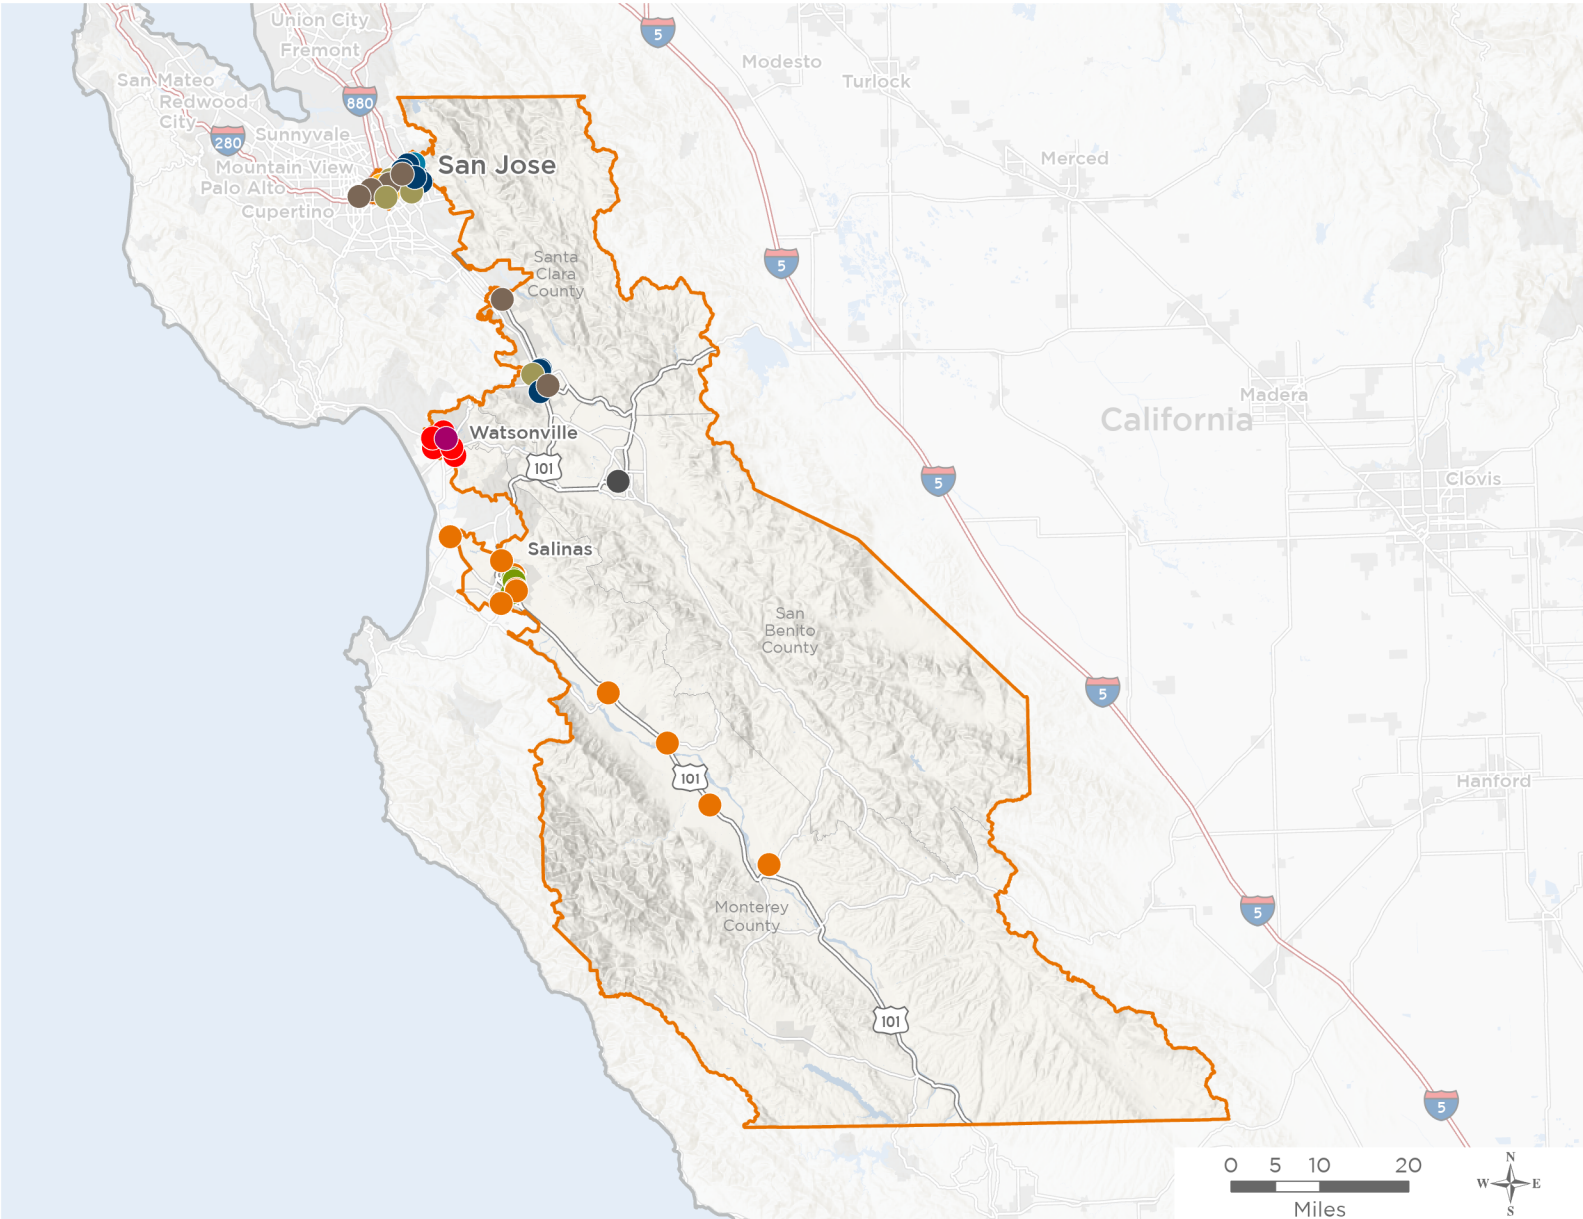 Union City
Fremont
5
Modesto
Turlock
San Mateo
Redwood
City
880
280
Sunnyvale
Mountain View
Palo Alto
Cupertino
San Jose
Merced
Santa
Clara
County
5
Madera
California
Watsonville
101
5
Clovis
Salinas
San
Benito
County
5
101
Hanford
Monterey
County
5
101
5
0 5 10 20
Miles
N
W E
S